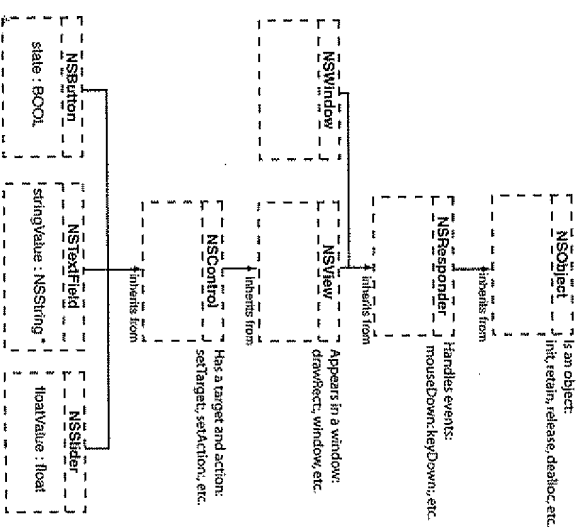 NSObject
Is an object:
init, retain, release, dealloc, etc.
inherits from
NSResponder
Handles events:
mouseDown:keyDown:, etc.
inherits from
NSWindow
NSView
Appears in a window:
drawRect:, window, etc.
inherits from
NSControl
Has a target and action:
setTarget:, setAction:, etc.
inherits from
NSButton
state : BOOL
NSTextField
stringValue : NSString *
NSSlider
floatValue : float